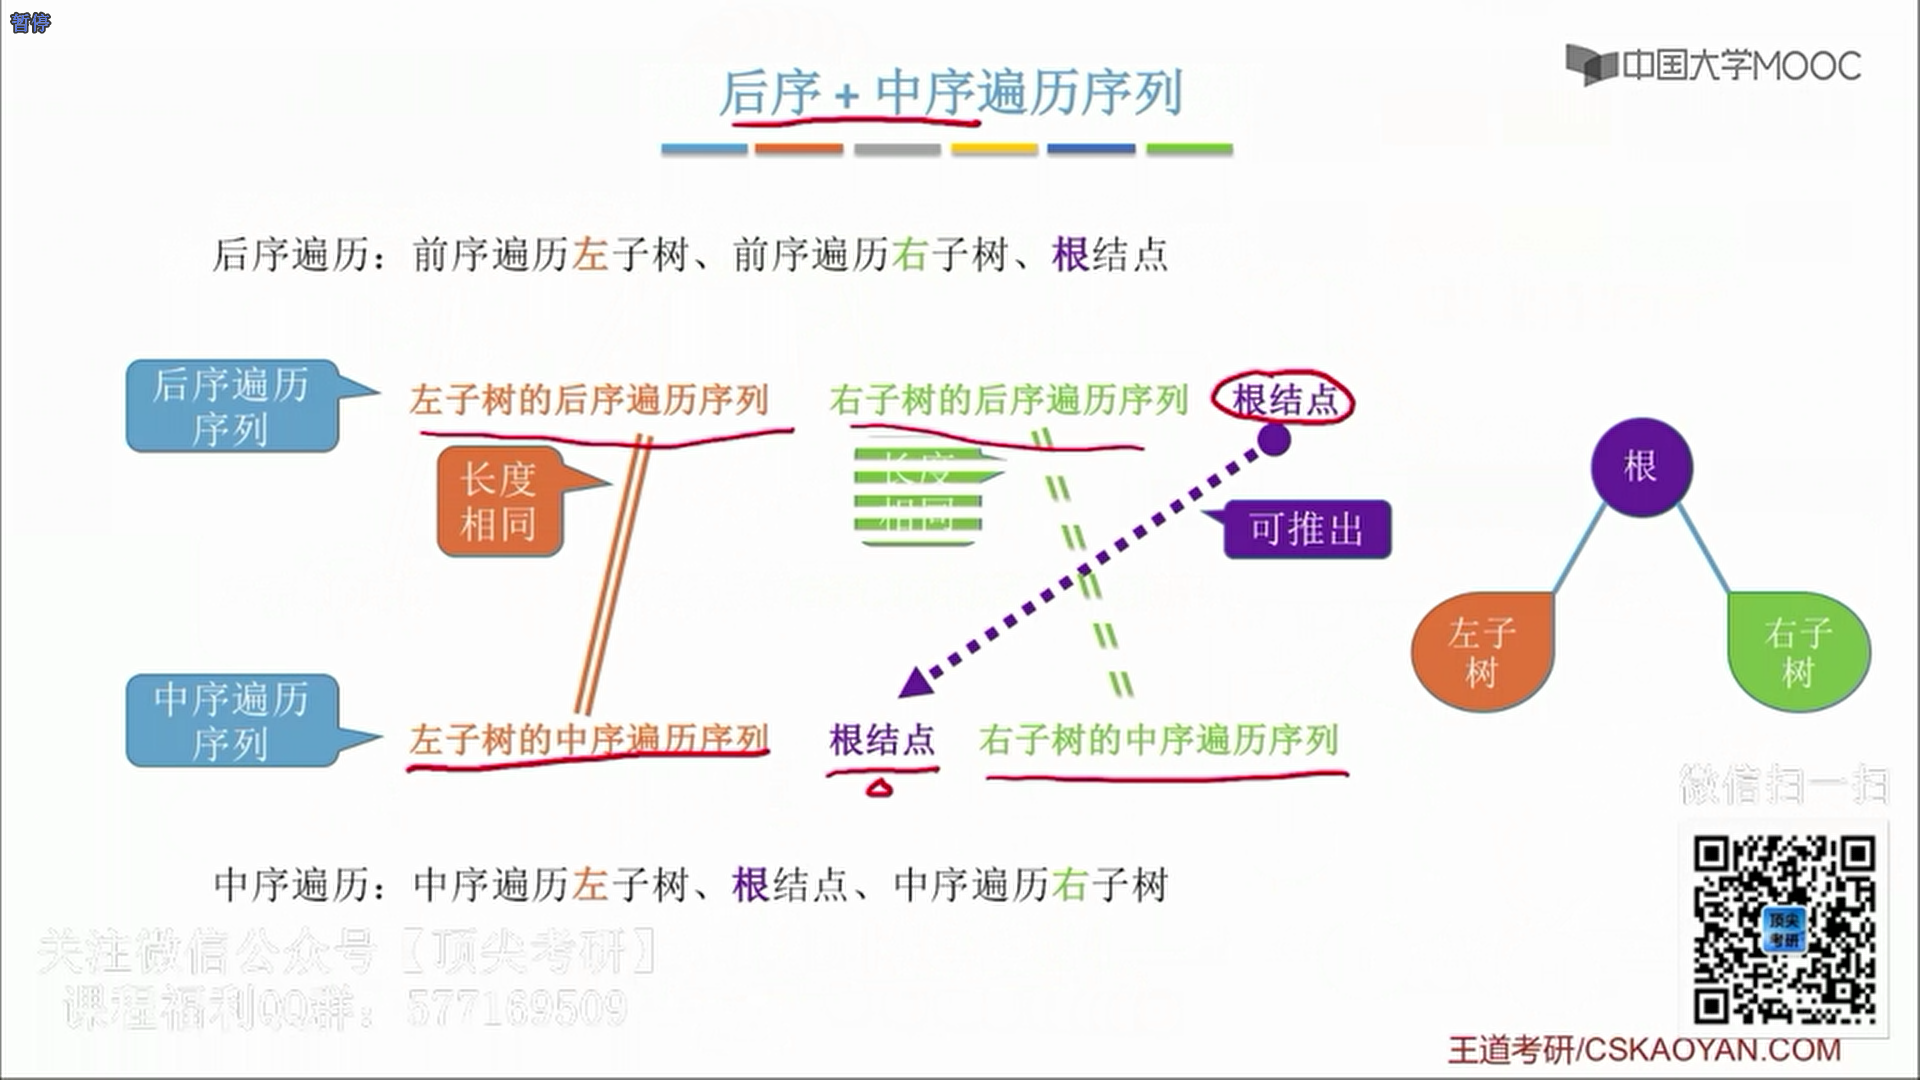 暂停
中国大学MOOC
后序 + 中序遍历序列
后序遍历：前序遍历左子树、前序遍历右子树、根结点
后序遍历
序列
左子树的后序遍历序列 右子树的后序遍历序列 根结点
长度
相同
长度
相同
可推出
根
左子
树
右子
树
中序遍历
序列
左子树的中序遍历序列 根结点 右子树的中序遍历序列
微信扫一扫
中序遍历：中序遍历左子树、根结点、中序遍历右子树
顶尖
考研
关注微信公众号【顶尖考研】
课程福利QQ群：577169509
王道考研/CSKAOYAN.COM